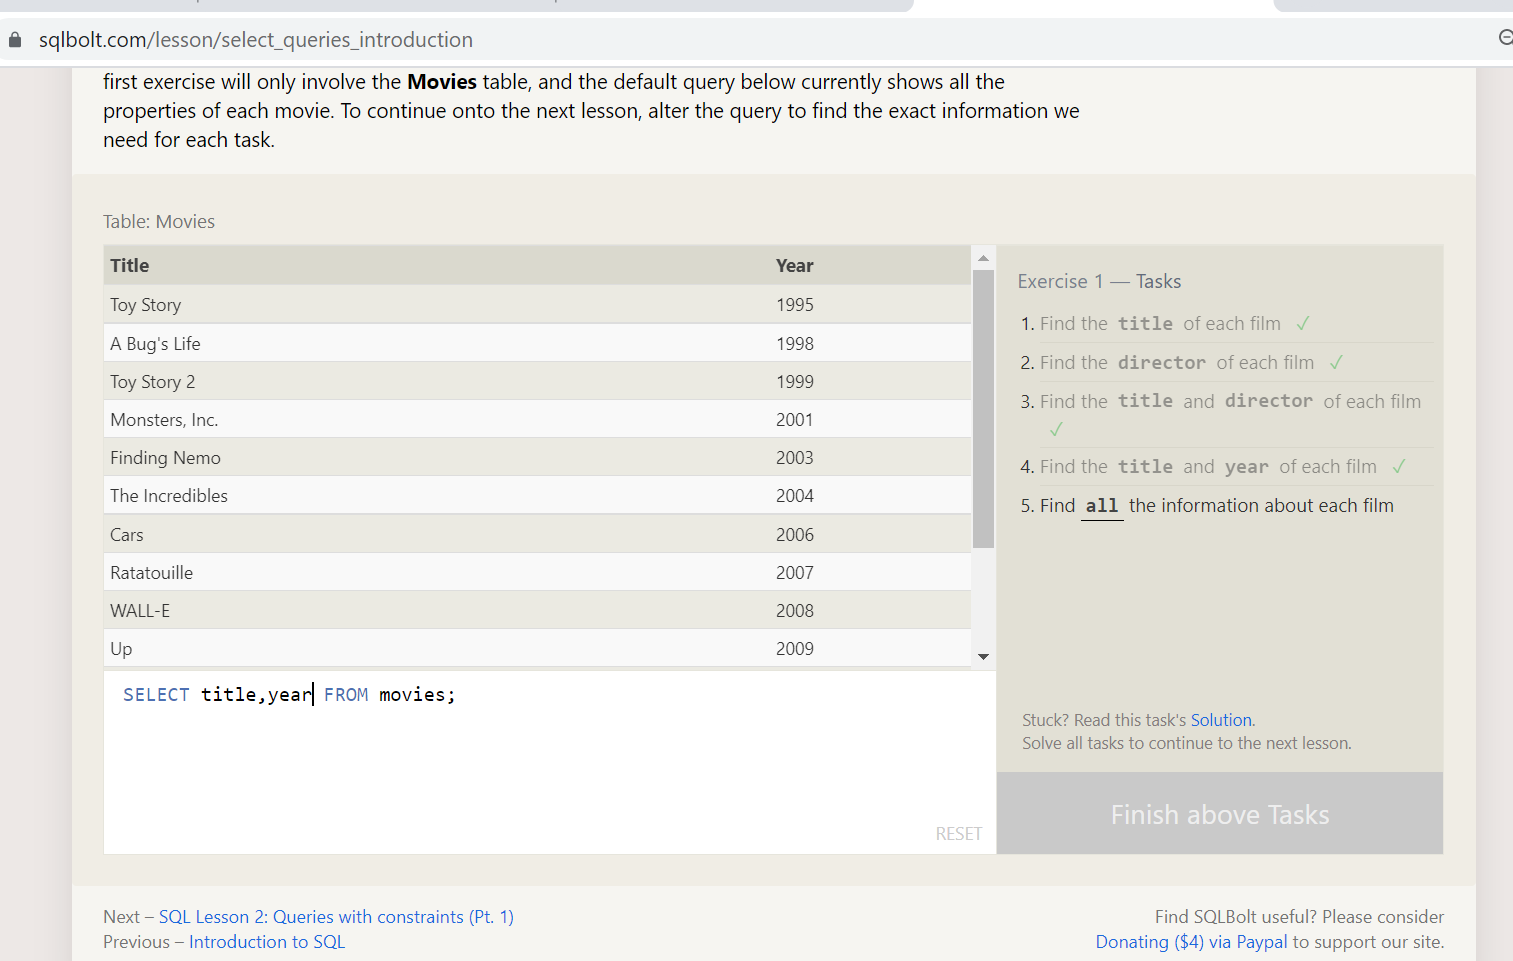 sqlbolt.com/lesson/select_queries_introduction
first exercise will only involve the Movies table, and the default query below currently shows all the
properties of each movie. To continue onto the next lesson, alter the query to find the exact information we
need for each task.
Table: Movies
Title Year
Toy Story 1995
A Bug's Life 1998
Toy Story 2 1999
Monsters, Inc. 2001
Finding Nemo 2003
The Incredibles 2004
Cars 2006
Ratatouille 2007
WALL-E 2008
Up 2009
SELECT title,year FROM movies;
RESET
Exercise 1 — Tasks
1. Find the title of each film ✓
2. Find the director of each film ✓
3. Find the title and director of each film
✓
4. Find the title and year of each film ✓
5. Find all the information about each film
Stuck? Read this task's Solution.
Solve all tasks to continue to the next lesson.
Finish above Tasks
Next – SQL Lesson 2: Queries with constraints (Pt. 1)
Previous – Introduction to SQL
Find SQLBolt useful? Please consider
Donating ($4) via Paypal to support our site.